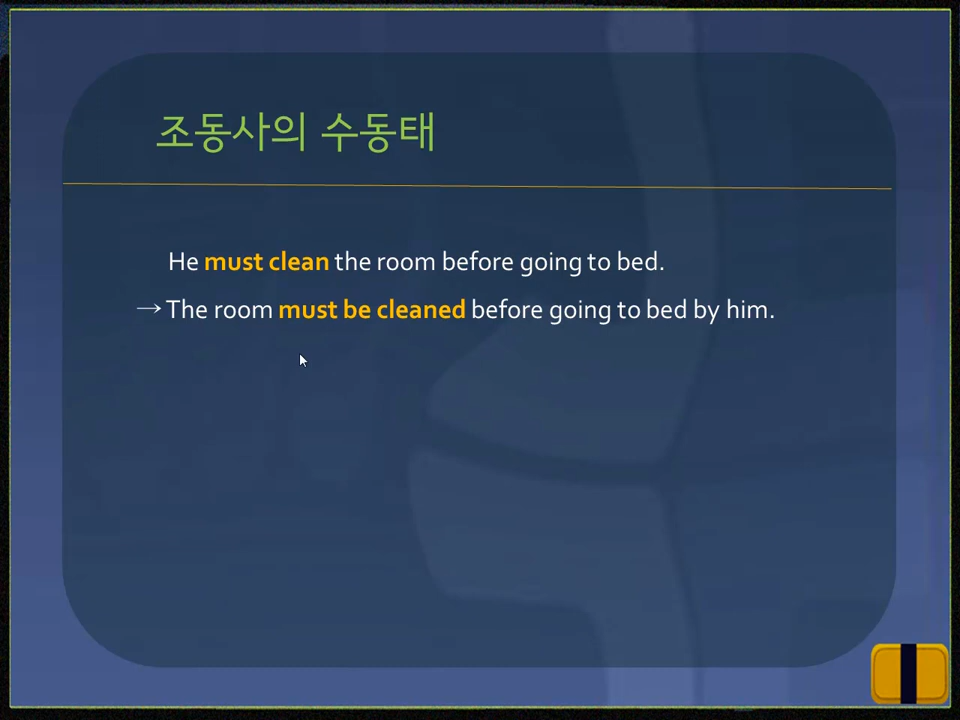 조동사의 수동태
He must clean the room before going to bed.
→ The room must be cleaned before going to bed by him.